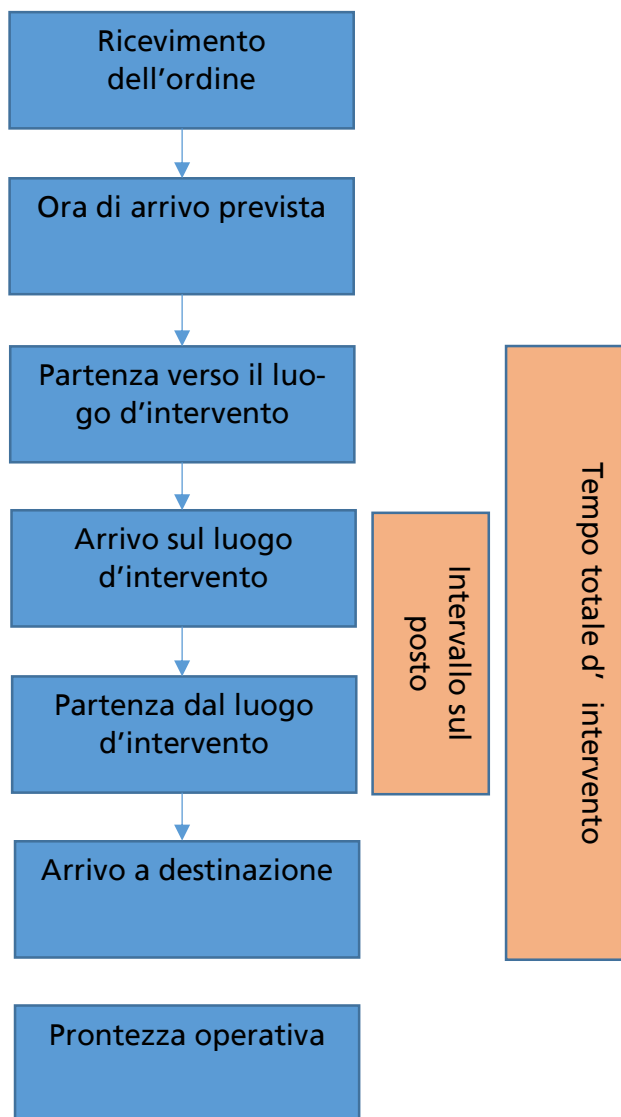 Ricevimento
dell'ordine
Ora di arrivo prevista
Partenza verso il luo-
go d'intervento
Arrivo sul luogo
d'intervento
Partenza dal luogo
d'intervento
Arrivo a destinazione
Prontezza operativa
Intervallo sul
posto
Tempo totale d' intervento